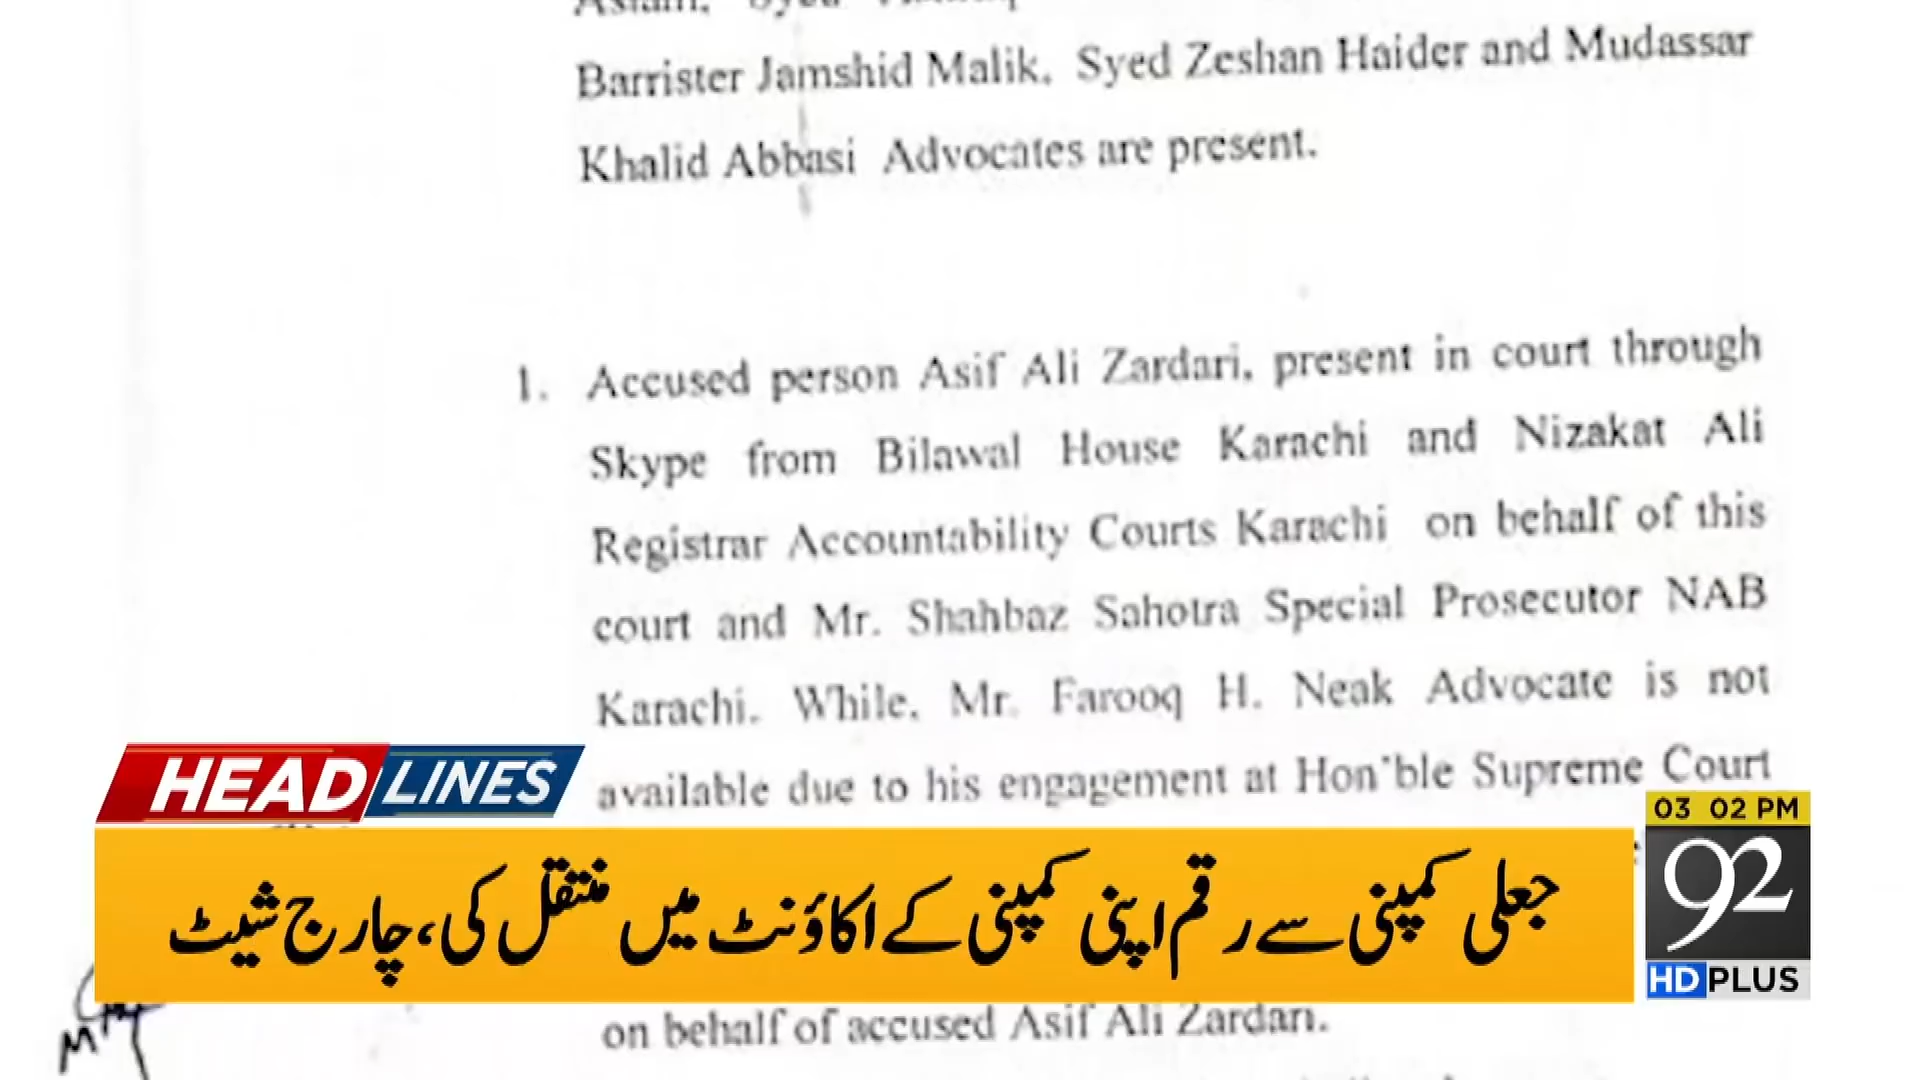 Barrister Jamshid Malik, Syed Zeshan Haider and Mudassar
Khalid Abbasi Advocates are present.
1. Accused person Asif Ali Zardari, present in court through
Skype from Bilawal House Karachi and Nizakat Ali
Registrar Accountability Courts Karachi on behalf of this
court and Mr. Shahbaz Sahotra Special Prosecutor NAB
Karachi. While, Mr. Farooq H. Neak Advocate is not
available due to his engagement at Hon'ble Supreme Court
on behalf of accused Asif Ali Zardari.
HEADLINES
جعلی کمپنی سے رقم اپنی کمپنی کے اکاؤنٹ میں منتقل کی، چارج شیٹ
03 02 PM
92
HD PLUS